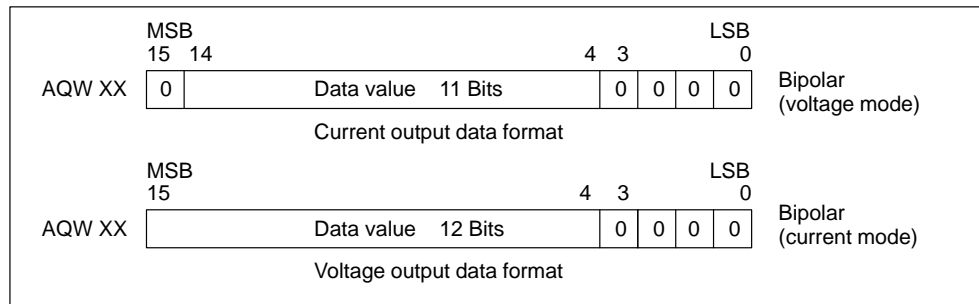 MSB LSB
15 14 4 3 0
AQW XX 0 Data value 11 Bits 0 0 0 0 Bipolar
(voltage mode)
Current output data format
MSB LSB
15 4 3 0
AQW XX Data value 12 Bits 0 0 0 0 Bipolar
(current mode)
Voltage output data format